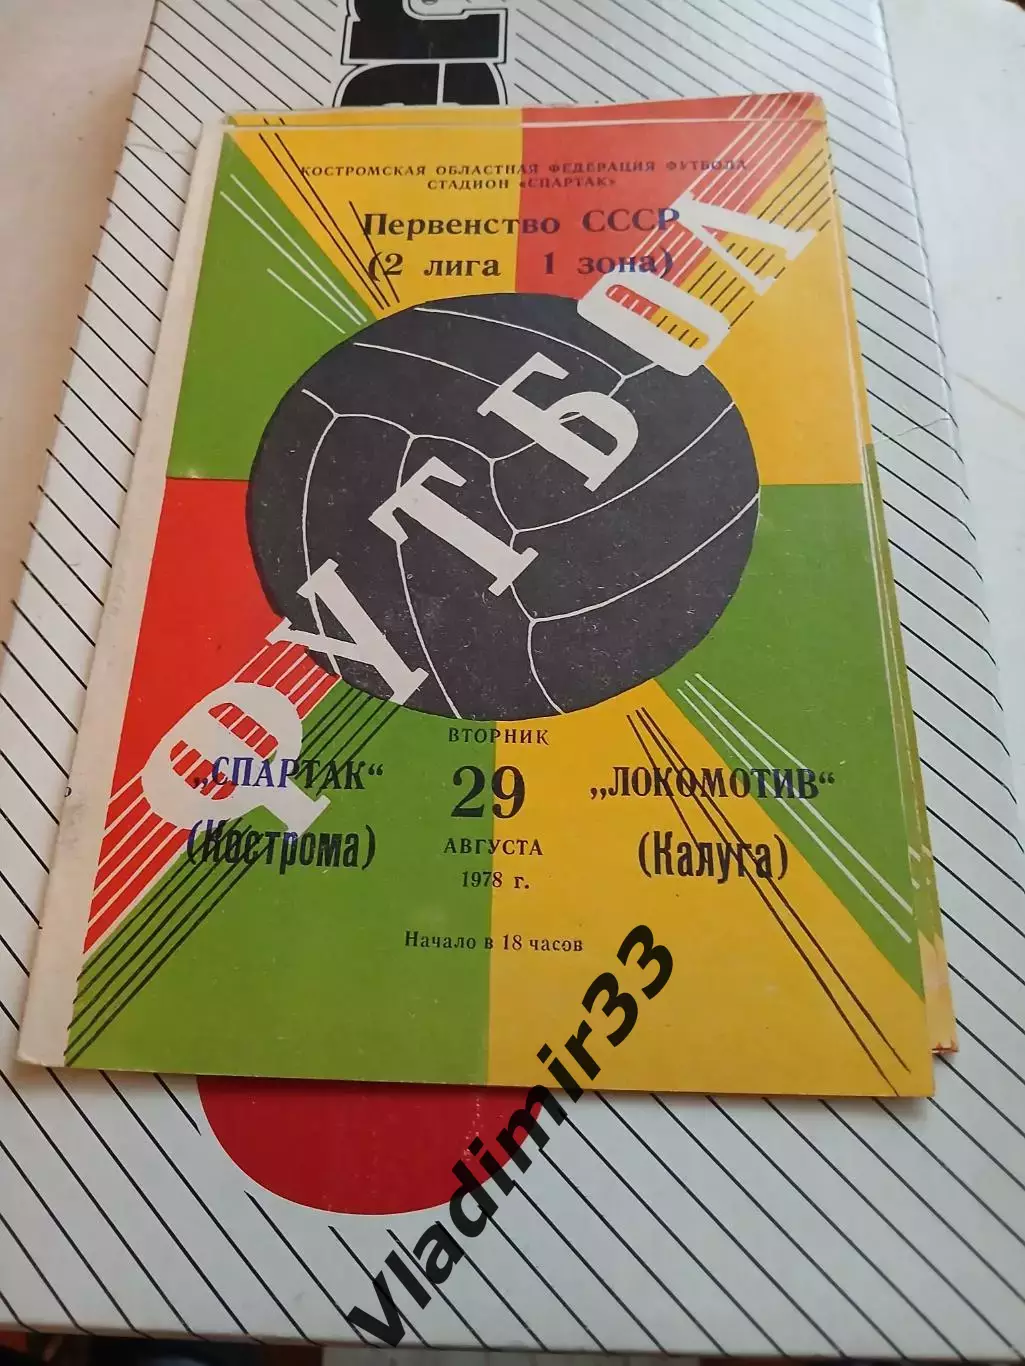 КОСТРОМСКАЯ ОБЛАСТНАЯ ФЕДЕРАЦИЯ ФУТБОЛА
СТАДИОН «СПАРТАК»
Первенство СССР
(2 лига 1 зона)
ФУТБОЛ
ВТОРНИК
„СПАРТАК“ 29 „ЛОКОМОТИВ“
(Кострома) АВГУСТА (Калуга)
1978 г.
Начало в 18 часов
vladimir33